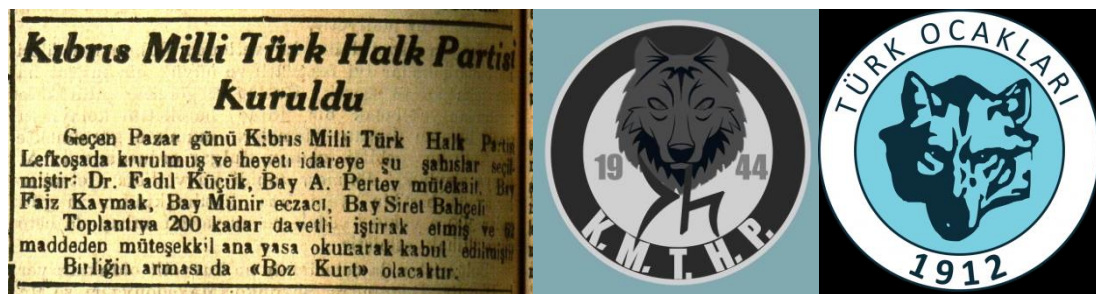 Kıbrıs Milli Türk Halk Partisi
Kuruldu
Geçen Pazar günü Kıbrıs Milli Türk Halk Partisi
Lefkoşada kurulmuş ve heyeti idareye şu şahıslar seçil-
miştir: Dr. Fadıl Küçük, Bay A. Pertev mütekait, Bay
Faiz Kaymak, Bay Münir eczacı, Bay Siret Bahçeli
Toplantıya 200 kadar davetli iştirak etmiş ve
maddeden müteşekkil ana yasa okunarak kabul edilmiştir
Birliğin arması da «Boz Kurt» olacaktır.
19 44
K. M. T. H. P.
TÜRK OCAKLARI
1912